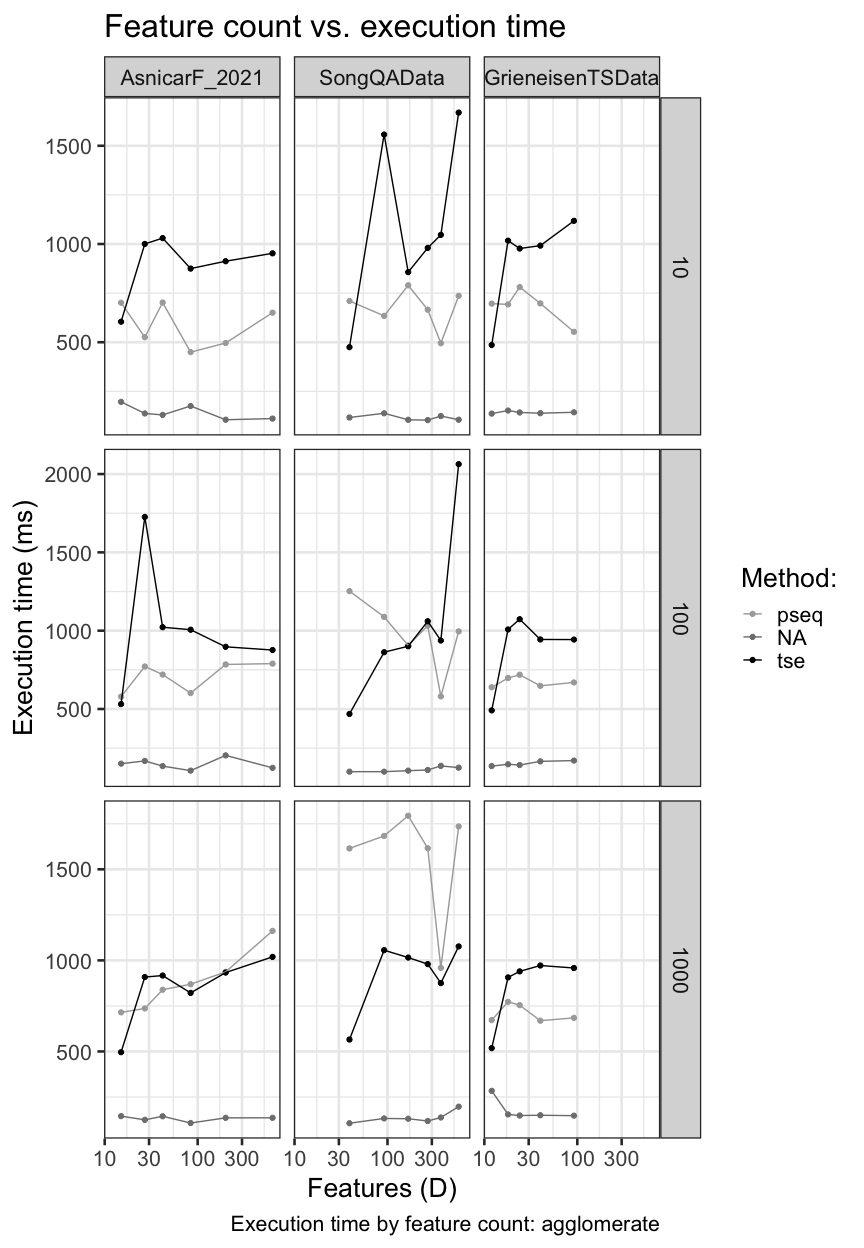 Feature count vs. execution time
AsnicarF_2021 SongQAData GrieneisenTSData
1500
1000
500
10
2000
1500
1000
500
100
1500
1000
500
1000
Execution time (ms)
10 30 100 300 10 30 100 300 10 30 100 300
Features (D)
Method:
pseq
NA
tse
Execution time by feature count: agglomerate